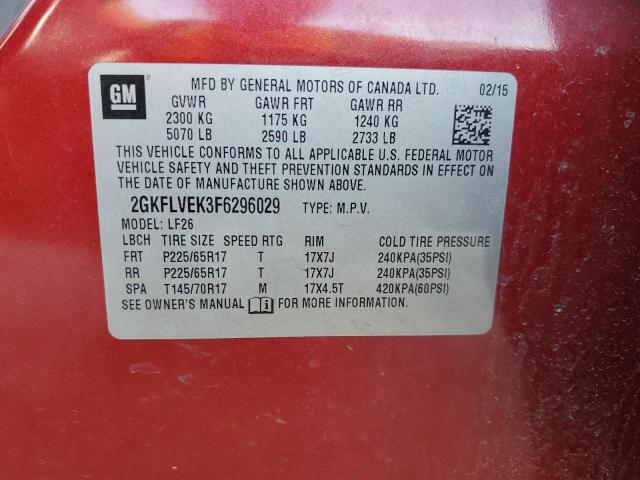 GM
MFD BY GENERAL MOTORS OF CANADA LTD. 02/15
GVWR GAWR FRT GAWR RR
2300 KG 1175 KG 1240 KG
5070 LB 2590 LB 2733 LB
THIS VEHICLE CONFORMS TO ALL APPLICABLE U.S. FEDERAL MOTOR
VEHICLE SAFETY AND THEFT PREVENTION STANDARDS IN EFFECT ON
THE DATE OF MANUFACTURE SHOWN ABOVE.
2GKFLVEK3F6296029 TYPE: M.P.V.
MODEL: LF26
LBCH TIRE SIZE SPEED RTG RIM COLD TIRE PRESSURE
FRT P225/65R17 T 17X7J 240KPA(35PSI)
RR P225/65R17 T 17X7J 240KPA(35PSI)
SPA T145/70R17 M 17X4.5T 420KPA(60PSI)
SEE OWNER'S MANUAL FOR MORE INFORMATION.